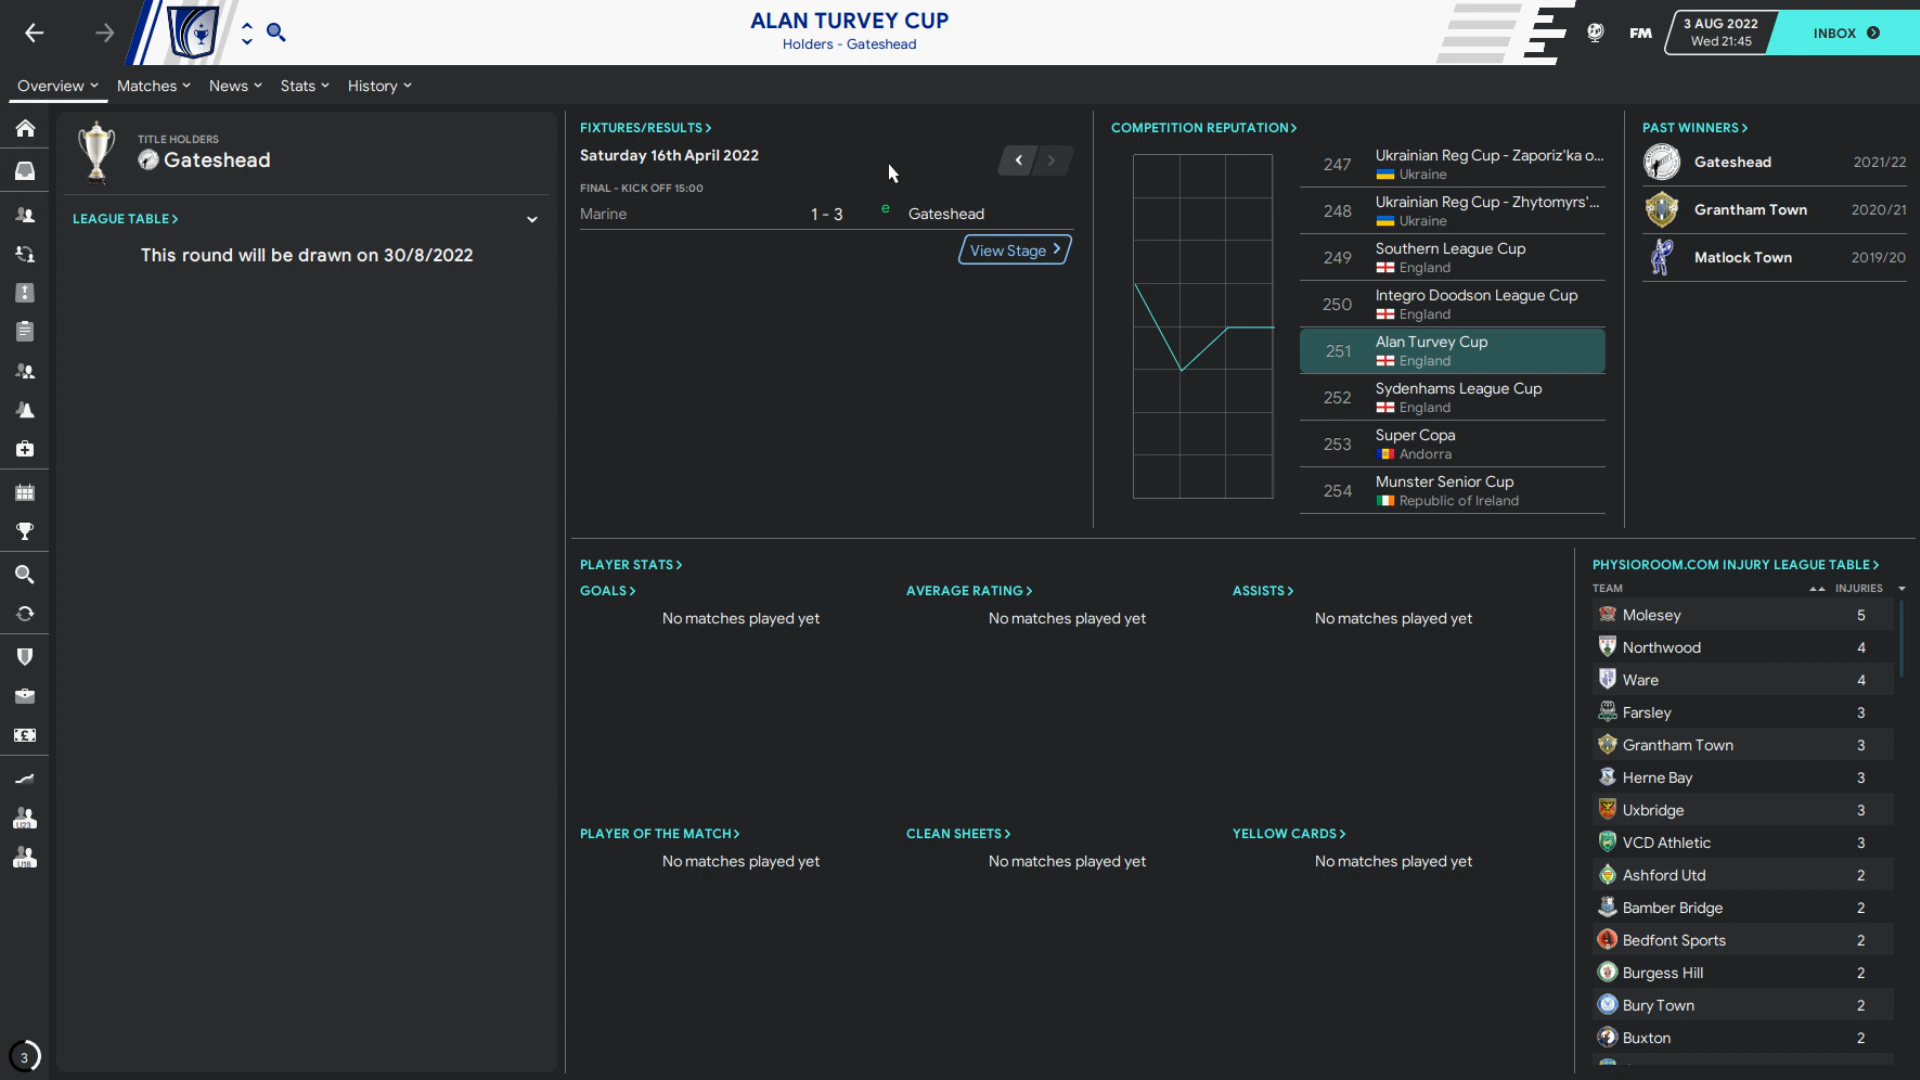 ALAN TURVEY CUP
Holders - Gateshead
FM
3 AUG 2022
Wed 21:45
INBOX
Overview
Matches
News
Stats
History
TITLE HOLDERS
Gateshead
LEAGUE TABLE >
This round will be drawn on 30/8/2022
FIXTURES/RESULTS >
Saturday 16th April 2022
FINAL - KICK OFF 15:00
Marine 1 - 3 e Gateshead
View Stage >
COMPETITION REPUTATION >
247 Ukrainian Reg Cup - Zaporiz'ka o...
Ukraine
248 Ukrainian Reg Cup - Zhytomyrs'...
Ukraine
249 Southern League Cup
England
250 Integro Doodson League Cup
England
251 Alan Turvey Cup
England
252 Sydenhams League Cup
England
253 Super Copa
Andorra
254 Munster Senior Cup
Republic of Ireland
PAST WINNERS >
Gateshead 2021/22
Grantham Town 2020/21
Matlock Town 2019/20
PLAYER STATS >
GOALS >
No matches played yet
AVERAGE RATING >
No matches played yet
ASSISTS >
No matches played yet
PLAYER OF THE MATCH >
No matches played yet
CLEAN SHEETS >
No matches played yet
YELLOW CARDS >
No matches played yet
PHYSIOROOM.COM INJURY LEAGUE TABLE >
TEAM INJURIES
Molesey 5
Northwood 4
Ware 4
Farsley 3
Grantham Town 3
Herne Bay 3
Uxbridge 3
VCD Athletic 3
Ashford Utd 2
Bamber Bridge 2
Bedfont Sports 2
Burgess Hill 2
Bury Town 2
Buxton 2
U23
U18
3